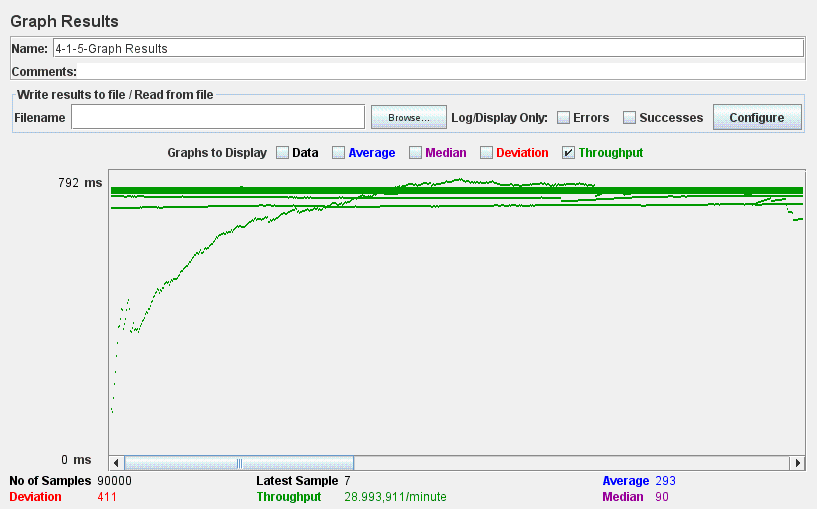 Graph Results
Name: 4-1-5-Graph Results
Comments:
Write results to file / Read from file
Filename Browse... Log/Display Only: Errors Successes Configure
Graphs to Display Data Average Median Deviation Throughput
792 ms
0 ms
No of Samples 90000 Latest Sample 7 Average 293
Deviation 411 Throughput 28.993,911/minute Median 90